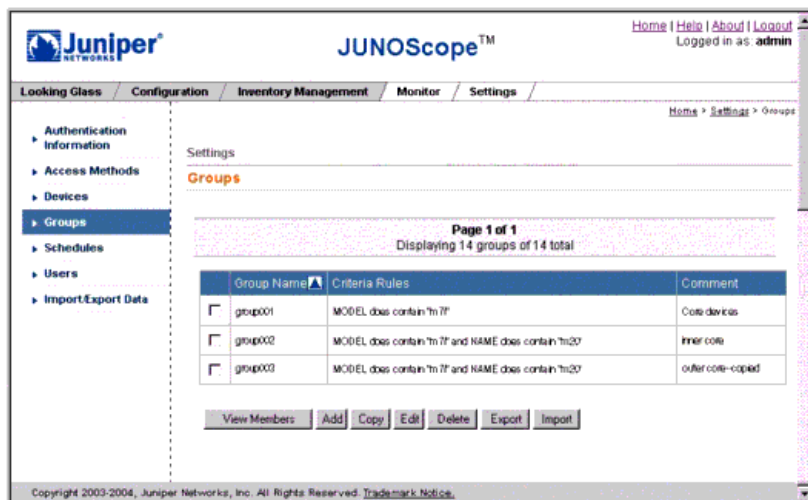 Juniper®
NETWORKS
JUNOScope™
Home | Help | About | Logout
Logged in as: admin
Looking Glass / Configuration / Inventory Management / Monitor / Settings /
Home > Settings > Groups
Authentication
Information
Access Methods
Devices
Groups
Schedules
Users
Import/Export Data
Settings
Groups
Page 1 of 1
Displaying 14 groups of 14 total
Group Name Criteria Rules Comment
group001 MODEL does contain "m7i" Core devices
group002 MODEL does contain "m7i" and NAME does contain "m20" inner core
group003 MODEL does contain "m7i" and NAME does contain "m20" outer core-copied
View Members Add Copy Edit Delete Export Import
Copyright 2003-2004, Juniper Networks, Inc. All Rights Reserved. Trademark Notice.